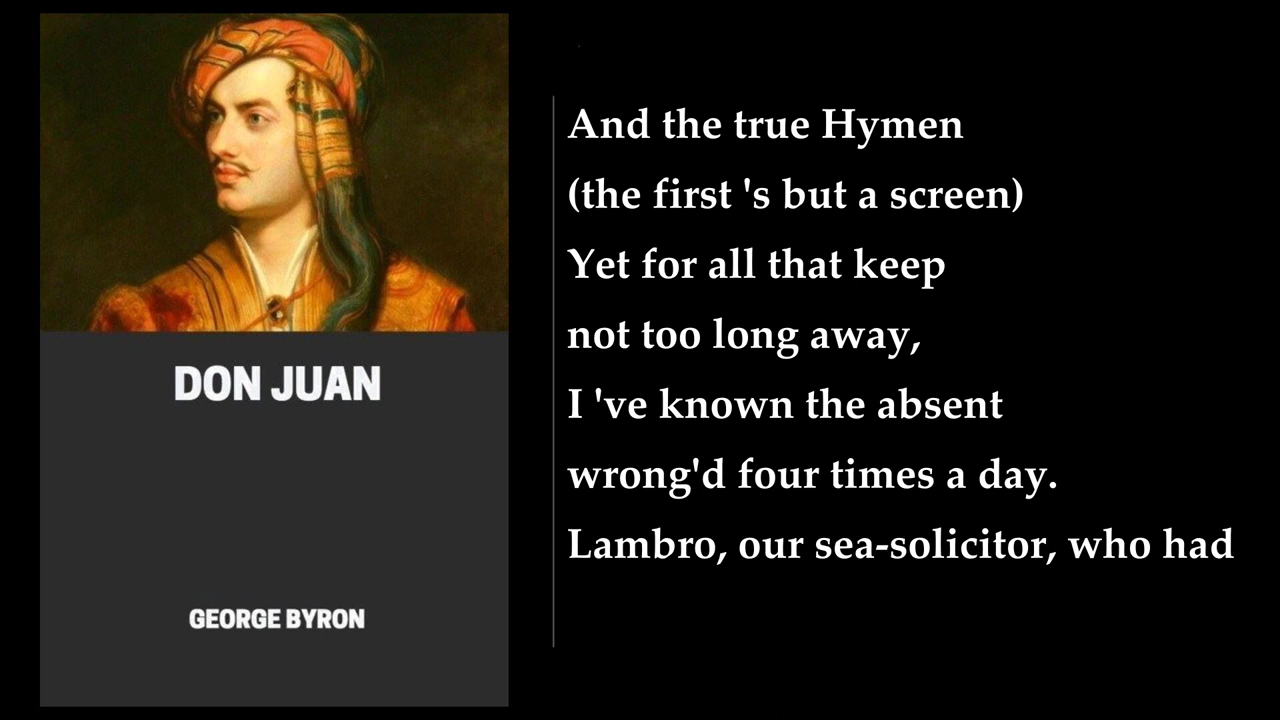 DON JUAN
GEORGE BYRON
And the true Hymen
(the first 's but a screen)
Yet for all that keep
not too long away,
I 've known the absent
wrong'd four times a day.
Lambro, our sea-solicitor, who had